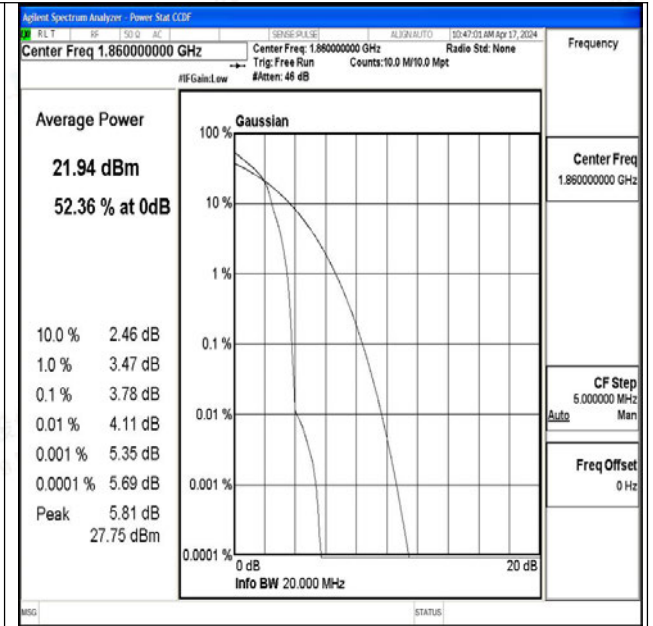 Agilent Spectrum Analyzer - Power Stat CCDF
RL T RF 50 Ω AC SENSE:PULSE ALIGN AUTO 10:47:01 AM Apr 17, 2024
Center Freq 1.860000000 GHz
Center Freq: 1.860000000 GHz Radio Std: None
Trig: Free Run Counts:10.0 M/10.0 Mpt
#IFGain:Low #Atten: 46 dB
Frequency
Average Power
21.94 dBm
52.36 % at 0dB
10.0 % 2.46 dB
1.0 % 3.47 dB
0.1 % 3.78 dB
0.01 % 4.11 dB
0.001 % 5.35 dB
0.0001 % 5.69 dB
Peak 5.81 dB
27.75 dBm
Gaussian
100 %
10 %
1 %
0.1 %
0.01 %
0.001 %
0.0001 %
0 dB 20 dB
Info BW 20.000 MHz
Center Freq
1.860000000 GHz
CF Step
5.000000 MHz
Auto Man
Freq Offset
0 Hz
MSG STATUS